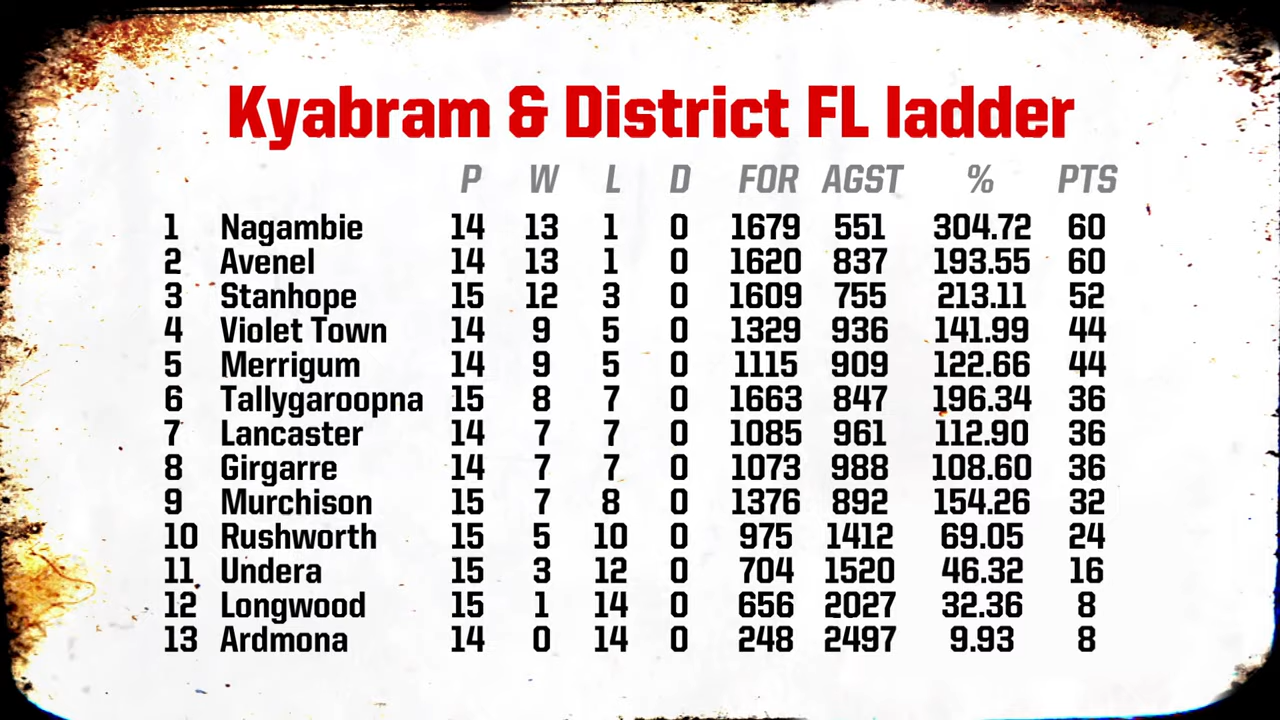 Kyabram & District FL ladder
P W L D FOR AGST % PTS
1 Nagambie 14 13 1 0 1679 551 304.72 60
2 Avenel 14 13 1 0 1620 837 193.55 60
3 Stanhope 15 12 3 0 1609 755 213.11 52
4 Violet Town 14 9 5 0 1329 936 141.99 44
5 Merrigum 14 9 5 0 1115 909 122.66 44
6 Tallygaroopna 15 8 7 0 1663 847 196.34 36
7 Lancaster 14 7 7 0 1085 961 112.90 36
8 Girgarre 14 7 7 0 1073 988 108.60 36
9 Murchison 15 7 8 0 1376 892 154.26 32
10 Rushworth 15 5 10 0 975 1412 69.05 24
11 Undera 15 3 12 0 704 1520 46.32 16
12 Longwood 15 1 14 0 656 2027 32.36 8
13 Ardmona 14 0 14 0 248 2497 9.93 8